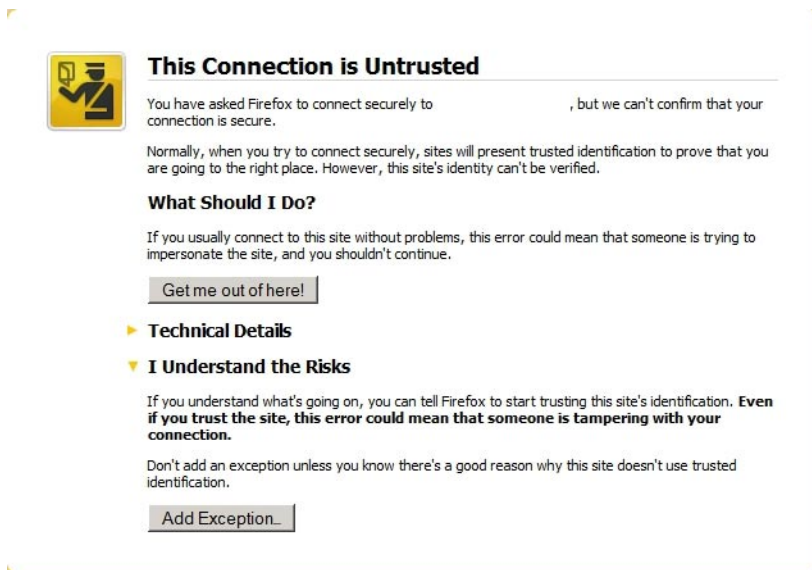 This Connection is Untrusted
You have asked Firefox to connect securely to , but we can't confirm that your
connection is secure.
Normally, when you try to connect securely, sites will present trusted identification to prove that you
are going to the right place. However, this site's identity can't be verified.
What Should I Do?
If you usually connect to this site without problems, this error could mean that someone is trying to
impersonate the site, and you shouldn't continue.
Get me out of here!
Technical Details
I Understand the Risks
If you understand what's going on, you can tell Firefox to start trusting this site's identification. Even
if you trust the site, this error could mean that someone is tampering with your
connection.
Don't add an exception unless you know there's a good reason why this site doesn't use trusted
identification.
Add Exception...